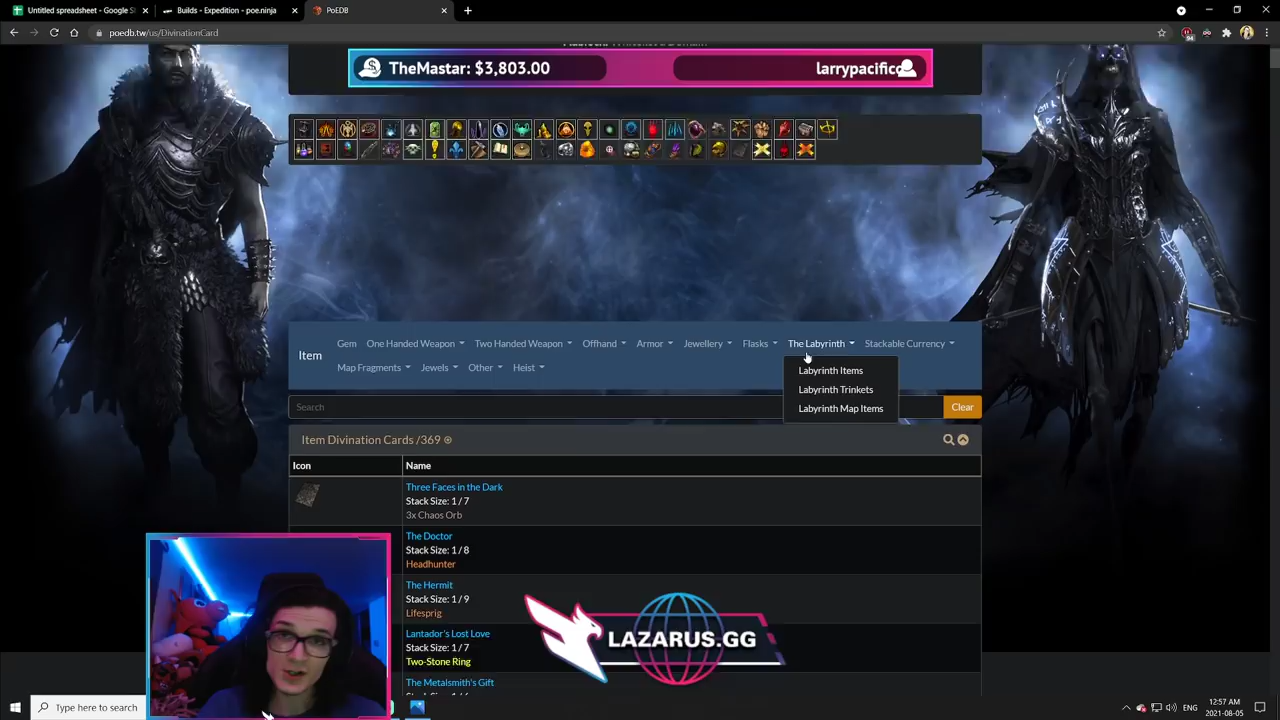 Untitled spreadsheet - Google S
Builds - Expedition - poe.ninja
PoEDB
poedb.tw/us/DivinationCard
TheMastar: $3,803.00
larrypacific
Item
Gem
One Handed Weapon
Two Handed Weapon
Offhand
Armor
Jewellery
Flasks
The Labyrinth
Stackable Currency
Map Fragments
Jewels
Other
Heist
Labyrinth Items
Labyrinth Trinkets
Labyrinth Map Items
Search
Clear
Item Divination Cards /369
Icon
Name
Three Faces in the Dark
Stack Size: 1 / 7
3x Chaos Orb
The Doctor
Stack Size: 1 / 8
Headhunter
The Hermit
Stack Size: 1 / 9
Lifesprig
Lantador's Lost Love
Stack Size: 1 / 7
Two-Stone Ring
The Metalsmith's Gift
LAZARUS.GG
Type here to search
ENG
12:57 AM
2021-08-05